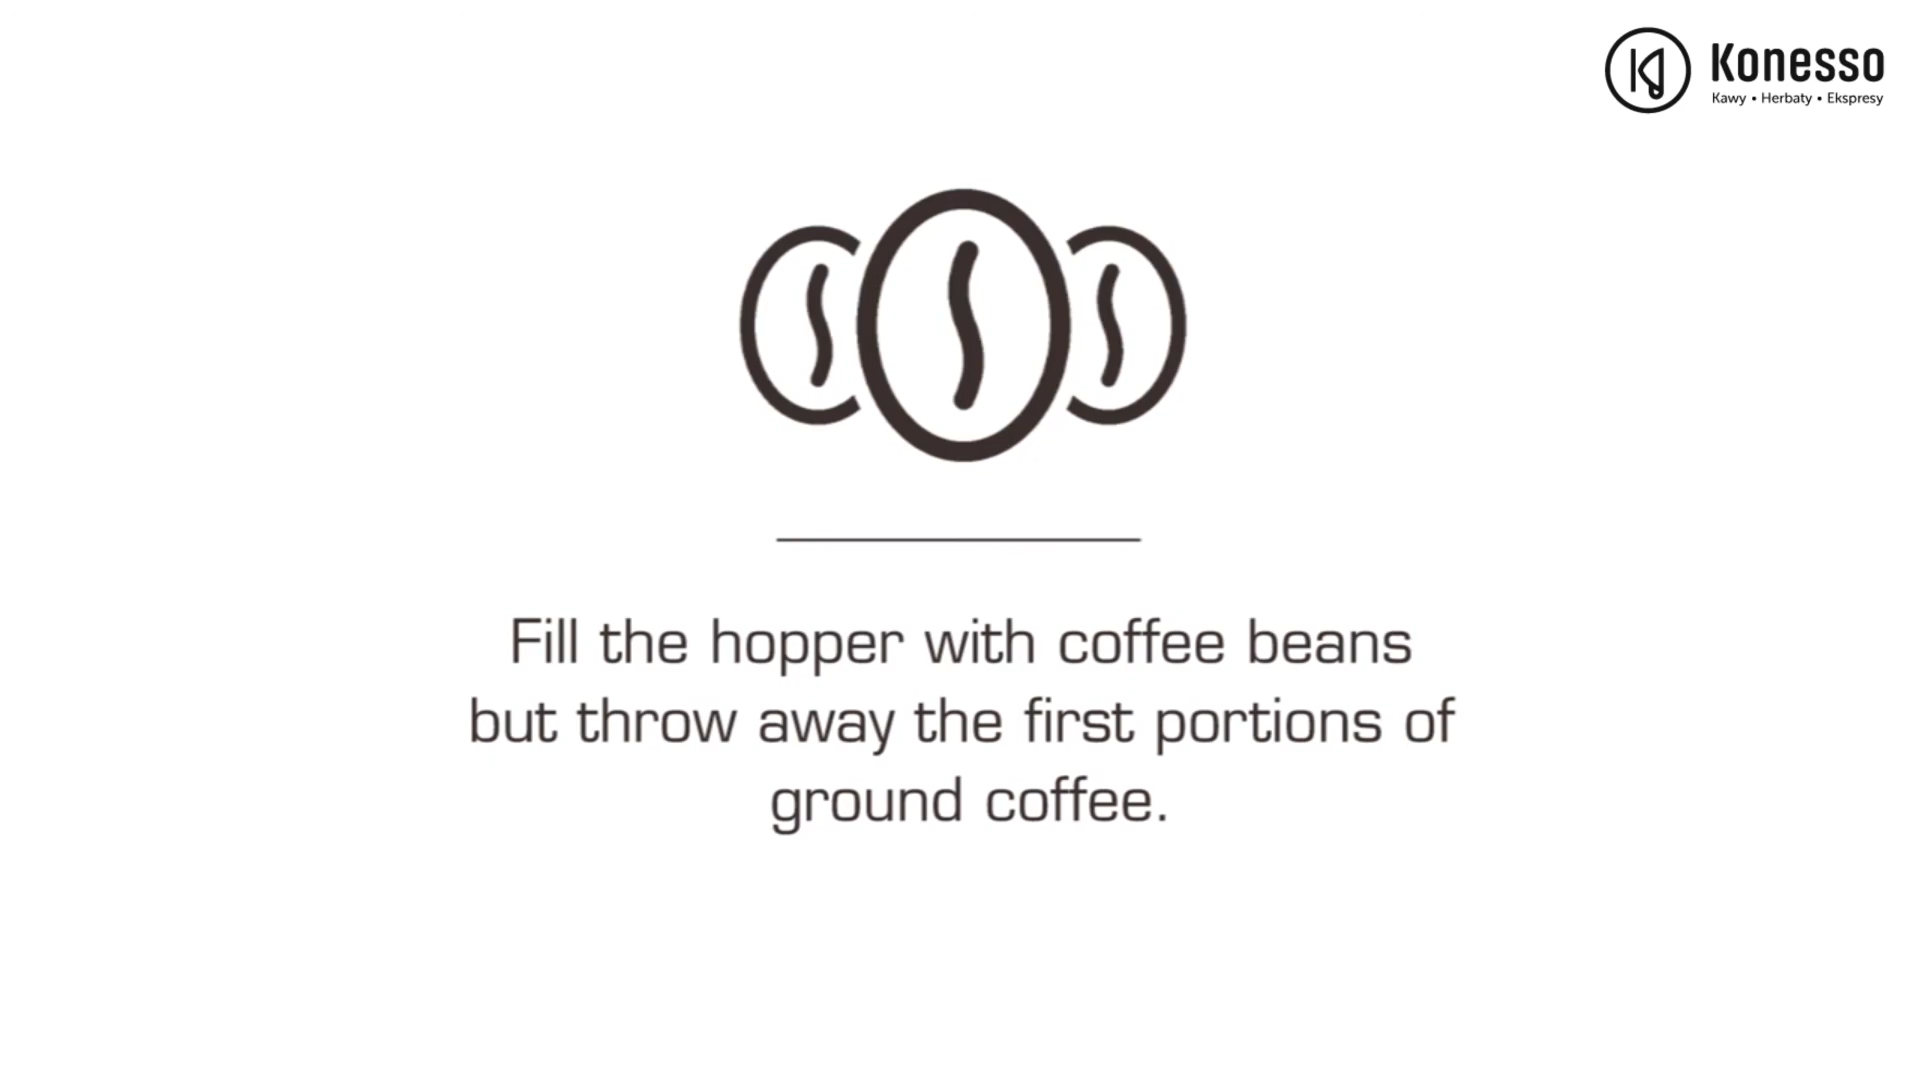 Konesso
Kawy • Herbaty • Ekspresy
Fill the hopper with coffee beans
but throw away the first portions of
ground coffee.